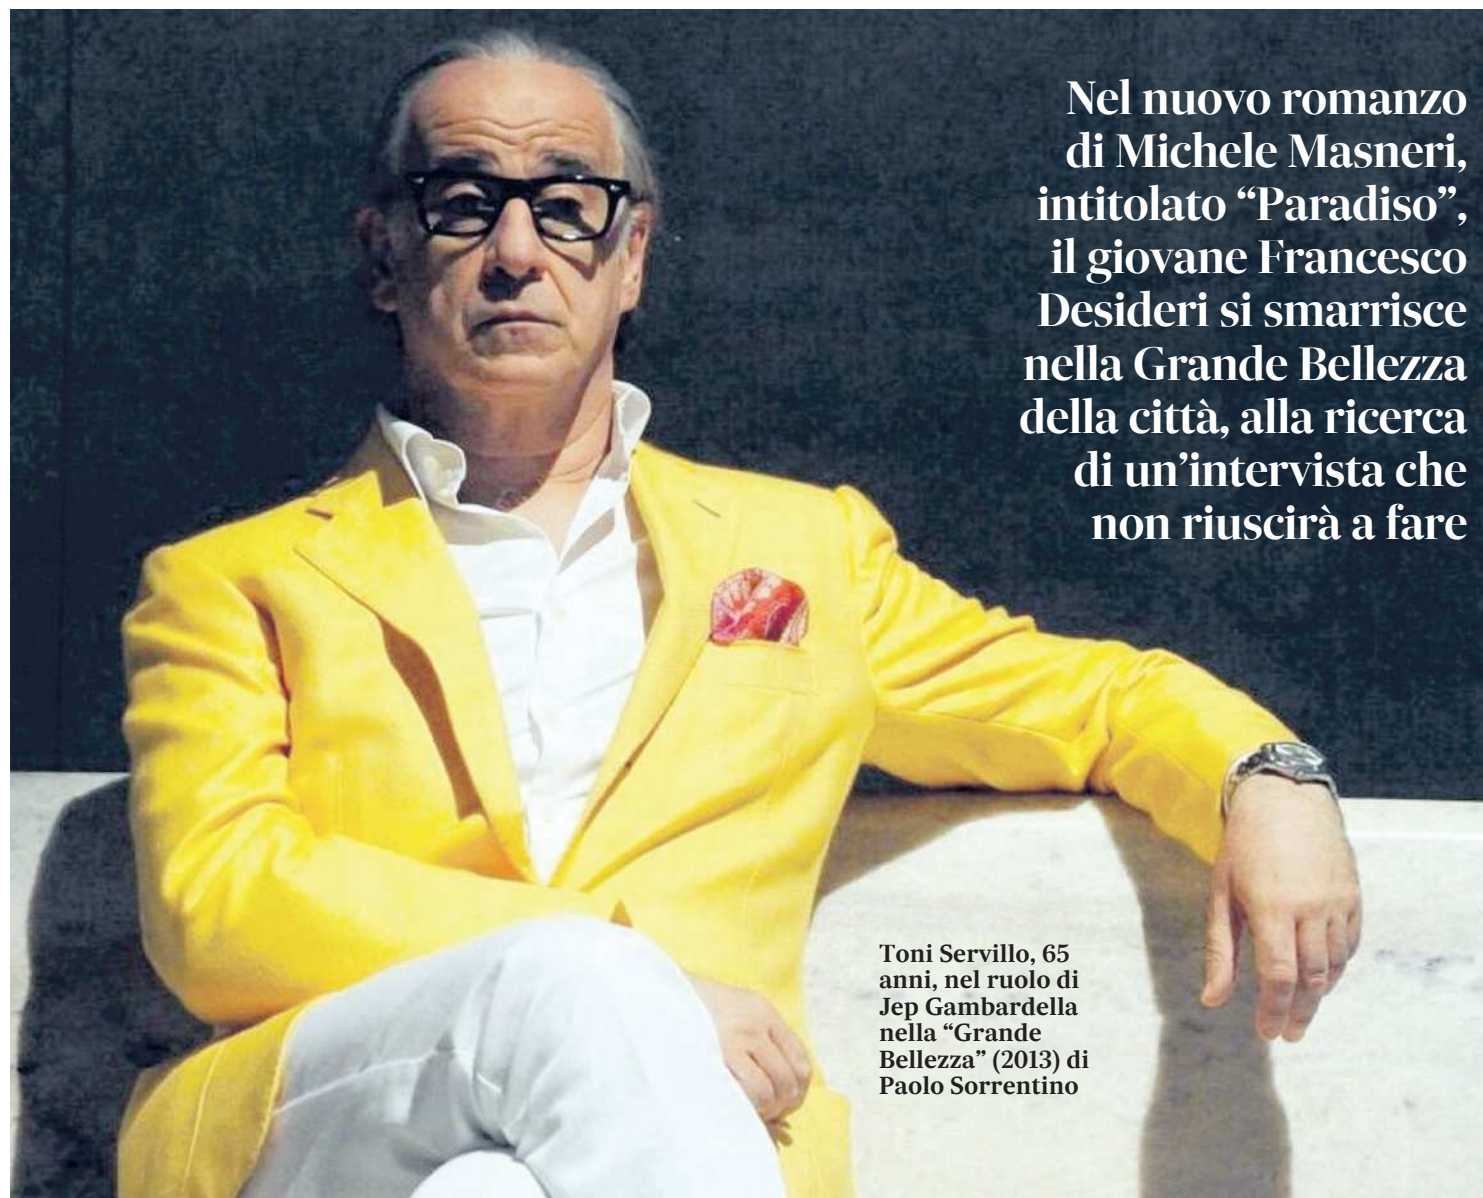 Nel nuovo romanzo
di Michele Masneri,
intitolato “Paradiso”,
il giovane Francesco
Desideri si smarrisce
nella Grande Bellezza
della città, alla ricerca
di un’intervista che
non riuscirà a fare
Toni Servillo, 65
anni, nel ruolo di
Jep Gambardella
nella “Grande
Bellezza” (2013) di
Paolo Sorrentino